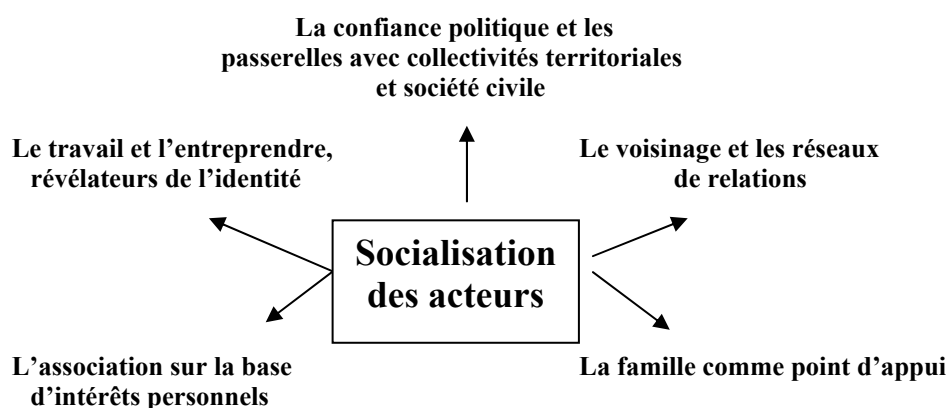 La confiance politique et les
passerelles avec collectivités territoriales
et société civile
Le travail et l'entreprendre,
révélateurs de l'identité
Le voisinage et les réseaux
de relations
Socialisation
des acteurs
L'association sur la base
d'intérêts personnels
La famille comme point d'appui